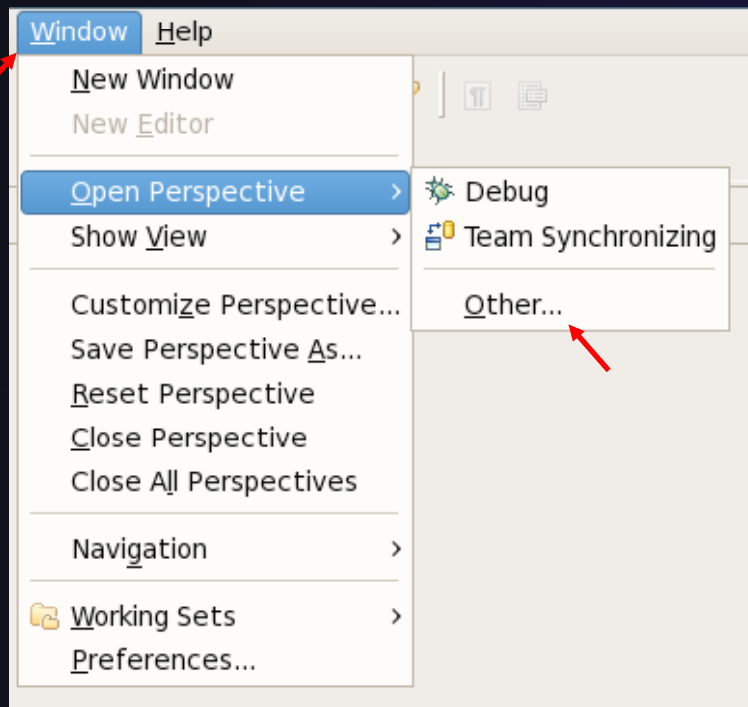 Window Help
New Window
New Editor
Open Perspective
Show View
Customize Perspective...
Save Perspective As...
Reset Perspective
Close Perspective
Close All Perspectives
Navigation
Working Sets
Preferences...
Debug
Team Synchronizing
Other...